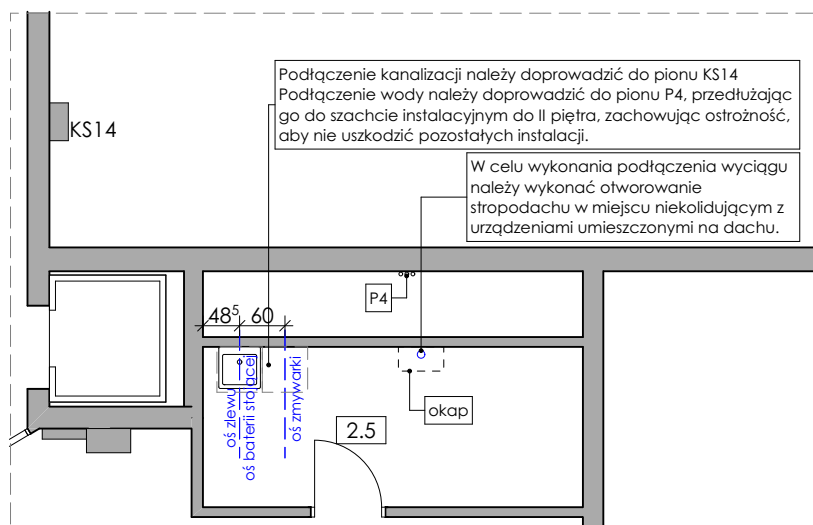 Podłączenie kanalizacji należy doprowadzić do pionu KS14
Podłączenie wody należy doprowadzić do pionu P4, przedłużając
go do szachcie instalacyjnym do II piętra, zachowując ostrożność,
aby nie uszkodzić pozostałych instalacji.
KS14
W celu wykonania podłączenia wyciągu
należy wykonać otworowanie
stropodachu w miejscu niekolidującym z
urządzeniami umieszczonymi na dachu.
P4
48⁵ 60
oś zlewu
oś baterii stojącej
oś zmywarki
okap
2.5